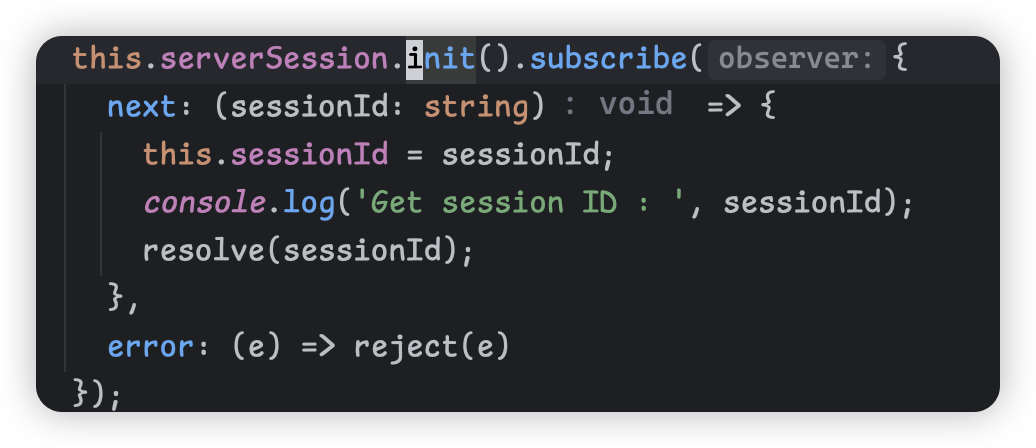 this.serverSession.init().subscribe( observer: {
next: (sessionId: string) : void => {
this.sessionId = sessionId;
console.log('Get session ID : ', sessionId);
resolve(sessionId);
},
error: (e) => reject(e)
});